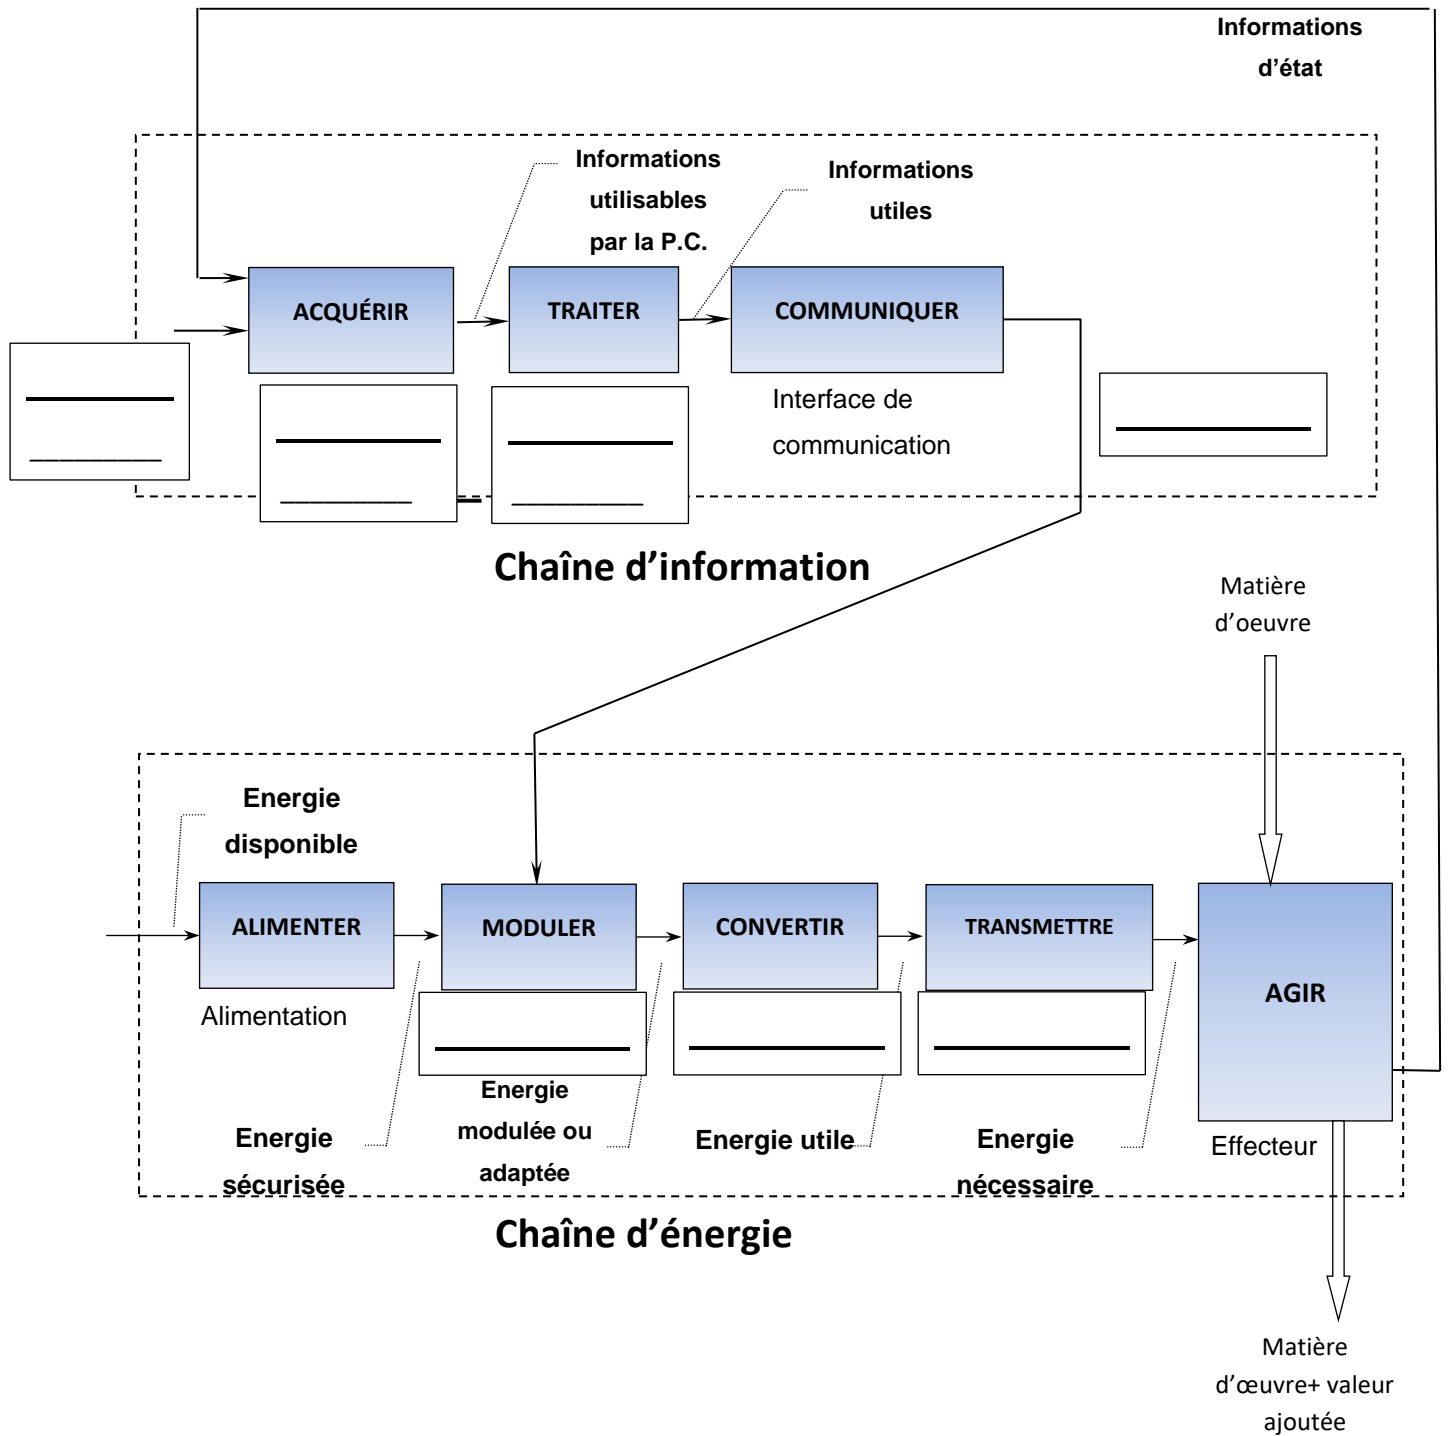 Informations
d’état
Informations
utilisables
par la P.C.
Informations
utiles
ACQUÉRIR
TRAITER
COMMUNIQUER
Interface de
communication
Chaîne d’information
Matière
d’oeuvre
Energie
disponible
ALIMENTER
MODULER
CONVERTIR
TRANSMETTRE
AGIR
Alimentation
Energie
sécurisée
Energie
modulée ou
adaptée
Energie utile
Energie
nécessaire
Effecteur
Chaîne d’énergie
Matière
d’œuvre+ valeur
ajoutée